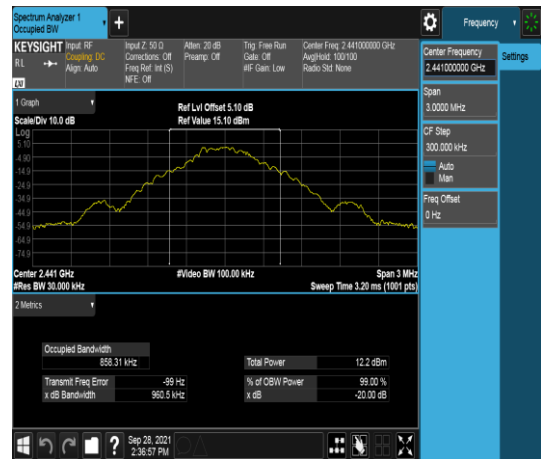 Spectrum Analyzer 1
Occupied BW
+
Frequency
KEYSIGHT
RL
LXI
Input: RF
Coupling: DC
Align: Auto
Input Z: 50 Ω
Corrections: Off
Freq Ref: Int (S)
NFE: Off
Atten: 20 dB
Preamp: Off
Trig: Free Run
Gate: Off
#IF Gain: Low
Center Freq: 2.441000000 GHz
Avg|Hold: 100/100
Radio Std: None
1 Graph
Scale/Div 10.0 dB
Ref Lvl Offset 5.10 dB
Ref Value 15.10 dBm
Log
5.10
-4.90
-14.9
-24.9
-34.9
-44.9
-54.9
-64.9
-74.9
Center 2.441 GHz
#Res BW 30.000 kHz
#Video BW 100.00 kHz
Span 3 MHz
Sweep Time 3.20 ms (1001 pts)
2 Metrics
Occupied Bandwidth
858.31 kHz
Total Power 12.2 dBm
Transmit Freq Error -99 Hz
% of OBW Power 99.00 %
x dB Bandwidth 960.5 kHz
x dB -20.00 dB
Center Frequency
2.441000000 GHz
Settings
Span
3.0000 MHz
CF Step
300.000 kHz
Auto
Man
Freq Offset
0 Hz
?
Sep 28, 2021
2:36:57 PM